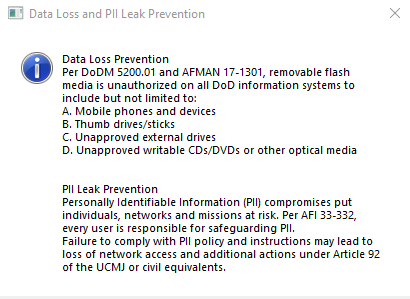 Data Loss and PII Leak Prevention
Data Loss Prevention
Per DoDM 5200.01 and AFMAN 17-1301, removable flash
media is unauthorized on all DoD information systems to
include but not limited to:
A. Mobile phones and devices
B. Thumb drives/sticks
C. Unapproved external drives
D. Unapproved writable CDs/DVDs or other optical media
PII Leak Prevention
Personally Identifiable Information (PII) compromises put
individuals, networks and missions at risk. Per AFI 33-332,
every user is responsible for safeguarding PII.
Failure to comply with PII policy and instructions may lead to
loss of network access and additional actions under Article 92
of the UCMJ or civil equivalents.